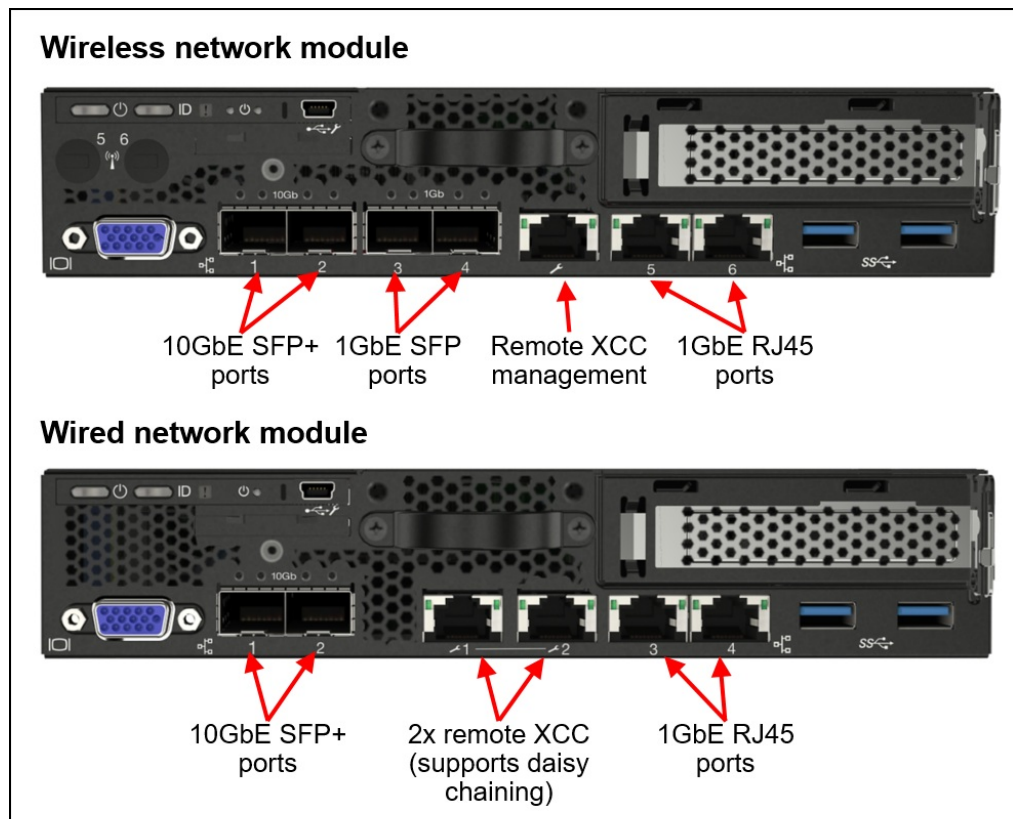 Wireless network module
ID
5 6
10Gb 1Gb
1 2 3 4 5 6
SS
10GbE SFP+ ports
1GbE SFP ports
Remote XCC management
1GbE RJ45 ports
Wired network module
ID
10Gb
1 2 1 2 3 4
SS
10GbE SFP+ ports
2x remote XCC (supports daisy chaining)
1GbE RJ45 ports